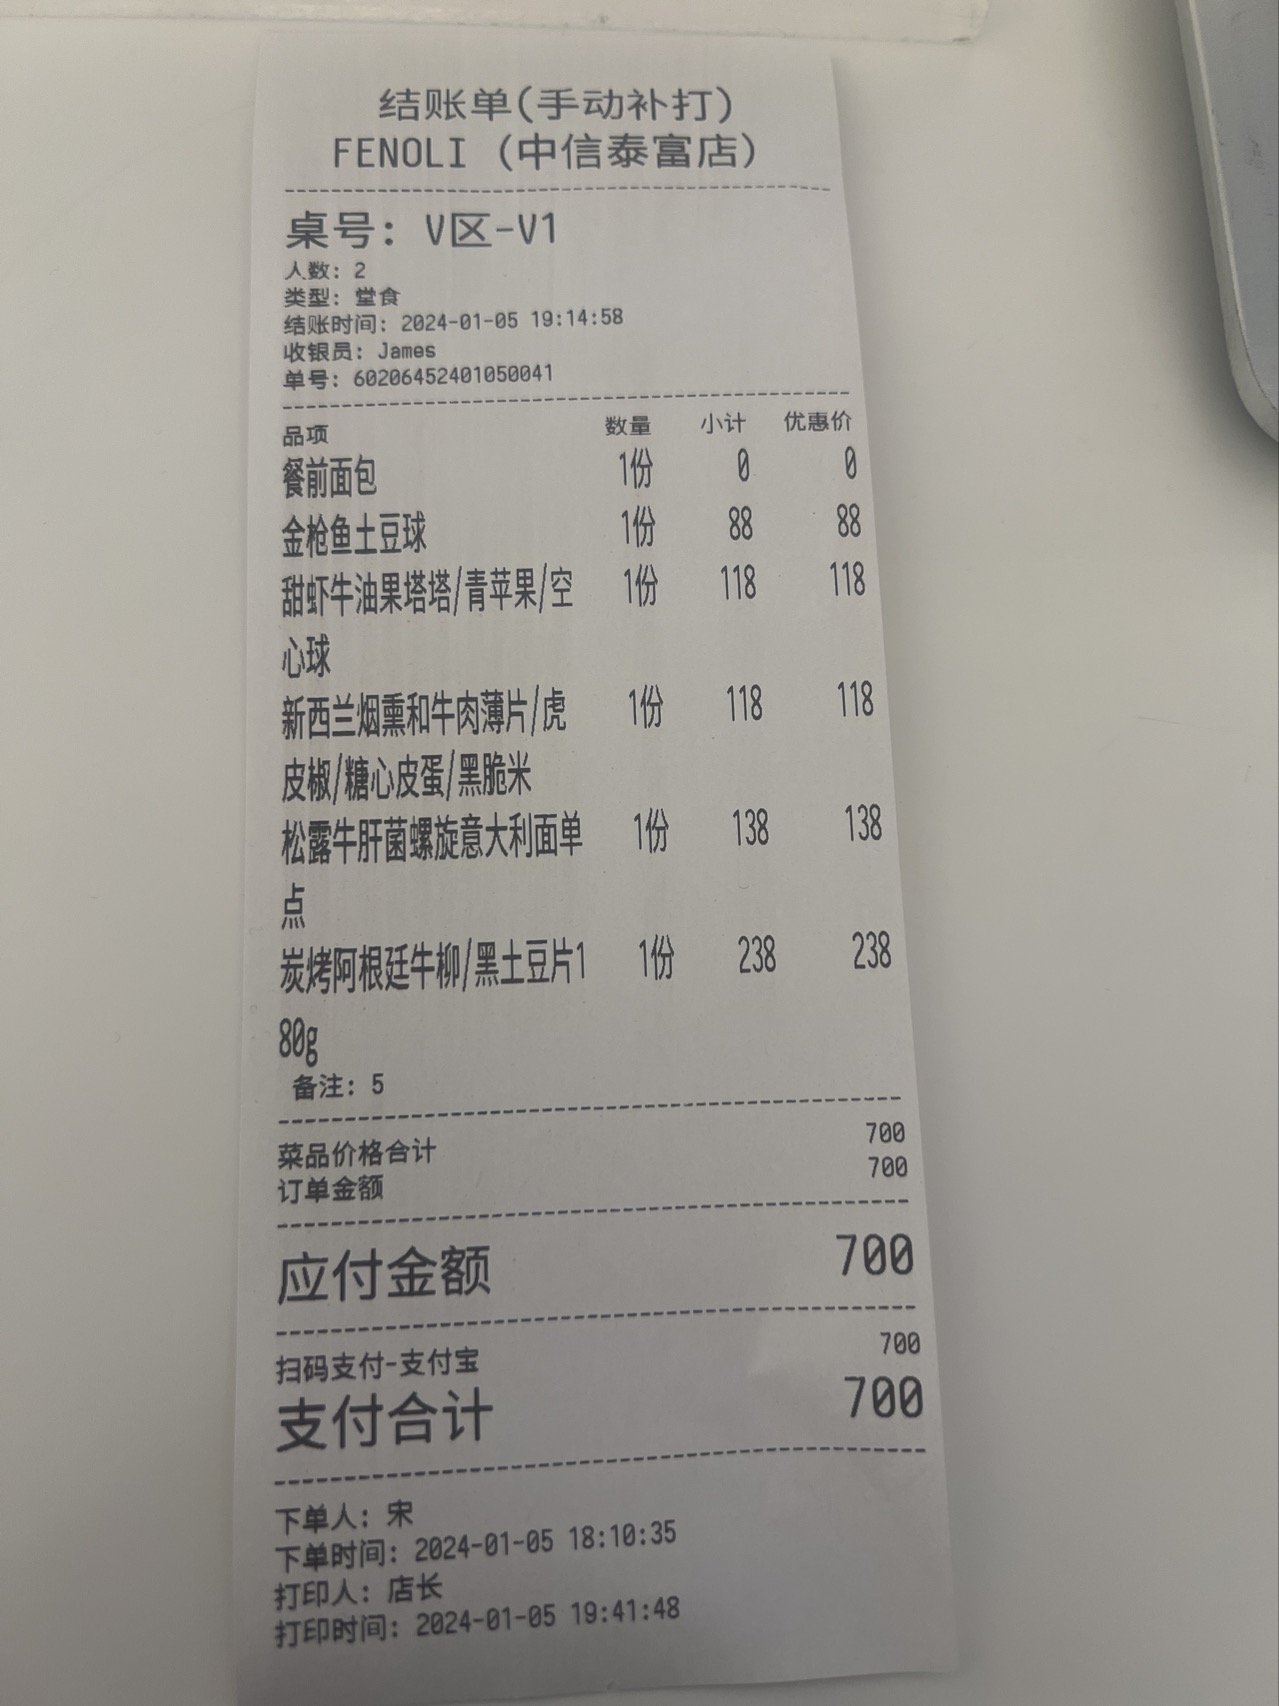 结账单(手动补打)
FENOLI (中信泰富店)
桌号: V区-V1
人数: 2
类型: 堂食
结账时间: 2024-01-05 19:14:58
收银员: James
单号: 60206452401050041
品项 数量 小计 优惠价
餐前面包 1份 0 0
金枪鱼土豆球 1份 88 88
甜虾牛油果塔塔/青苹果/空 1份 118 118
心球
新西兰烟熏和牛肉薄片/虎 1份 118 118
皮椒/糖心皮蛋/黑脆米
松露牛肝菌螺旋意大利面单 1份 138 138
点
炭烤阿根廷牛柳/黑土豆片1 1份 238 238
80g
备注: 5
菜品价格合计 700
订单金额 700
应付金额 700
扫码支付-支付宝 700
支付合计 700
下单人: 宋
下单时间: 2024-01-05 18:10:35
打印人: 店长
打印时间: 2024-01-05 19:41:48